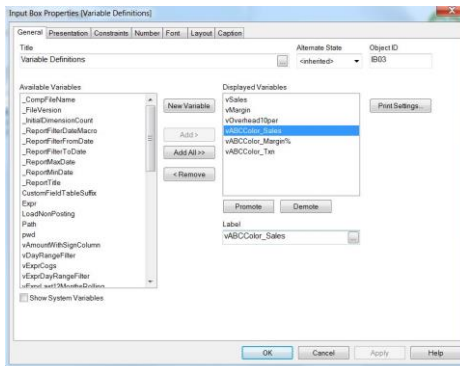 Input Box Properties [Variable Definitions]
General Presentation Constraints Number Font Layout Caption
Title
Alternate State
Object ID
Variable Definitions
...
<inherited>
IB03
Available Variables
Displayed Variables
_CompFileName
_FileVersion
_InitialDimensionCount
_ReportFilterDateMacro
_ReportFilterFromDate
_ReportFilterToDate
_ReportMaxDate
_ReportMinDate
_ReportTitle
CustomFieldTableSuffix
Expr
LoadNonPosting
Path
pwd
vAmountWithSignColumn
vDayRangeFilter
vExprCogs
vExprDayRangeFilter
vExprLast12MonthsRolling
New Variable
Add >
Add All >>
< Remove
vSales
vMargin
vOverhead10per
vABCColor_Sales
vABCColor_Margin%
vABCColor_Txn
Print Settings...
Promote
Demote
Label
vABCColor_Sales
...
Show System Variables
OK
Cancel
Apply
Help